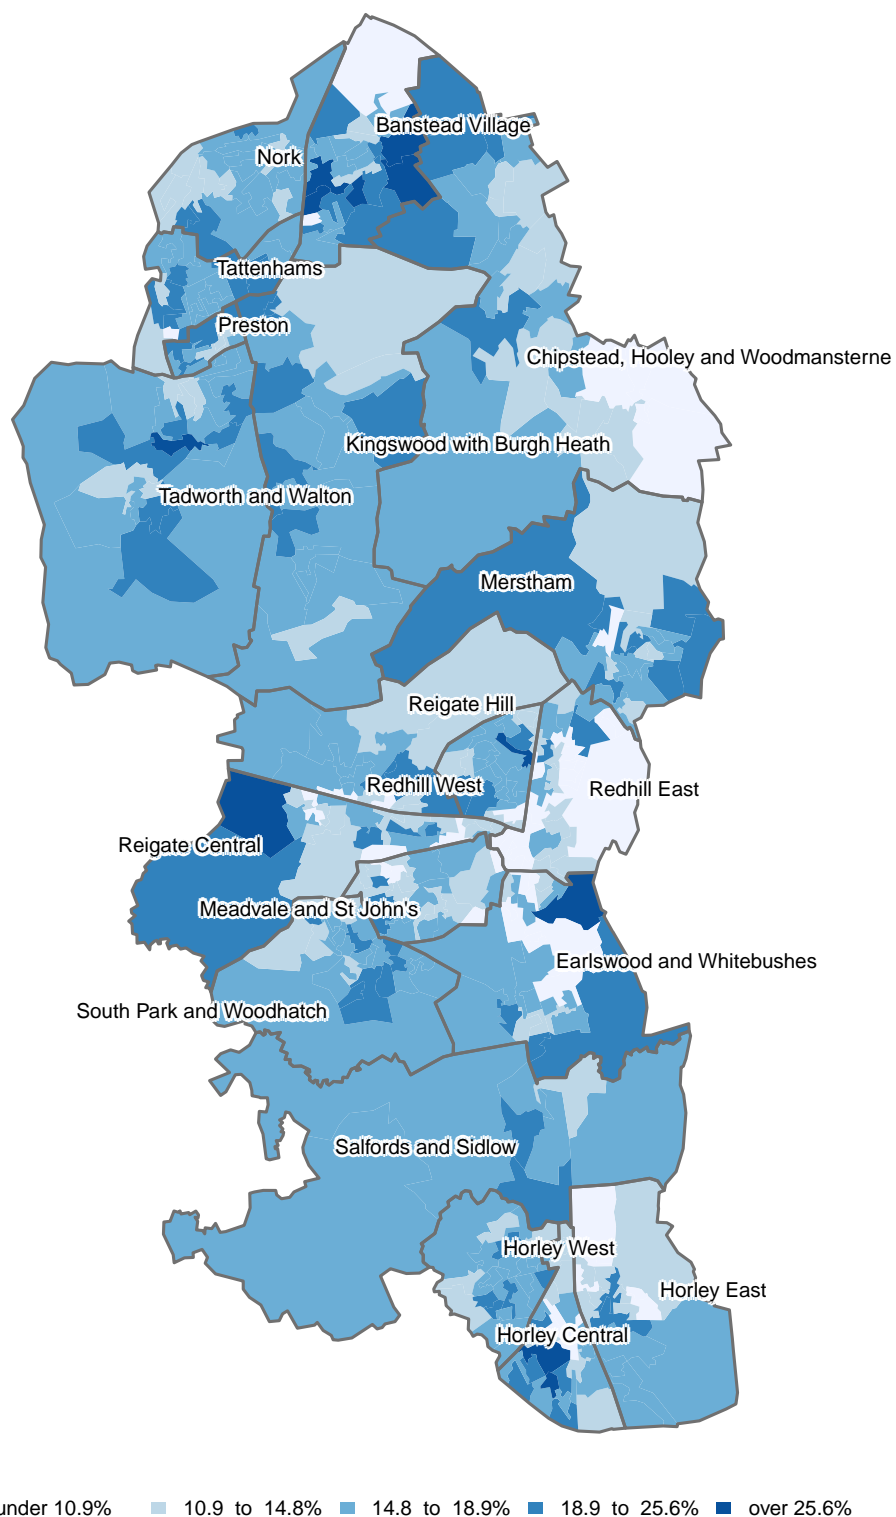 Banstead Village
Nork
Tattenhams
Preston
Chipstead, Hooley and Woodmansterne
Kingswood with Burgh Heath
Tadworth and Walton
Merstham
Reigate Hill
Redhill West
Redhill East
Reigate Central
Meadvale and St John's
Earlswood and Whitebushes
South Park and Woodhatch
Salfords and Sidlow
Horley West
Horley East
Horley Central
under 10.9% 10.9 to 14.8% 14.8 to 18.9% 18.9 to 25.6% over 25.6%